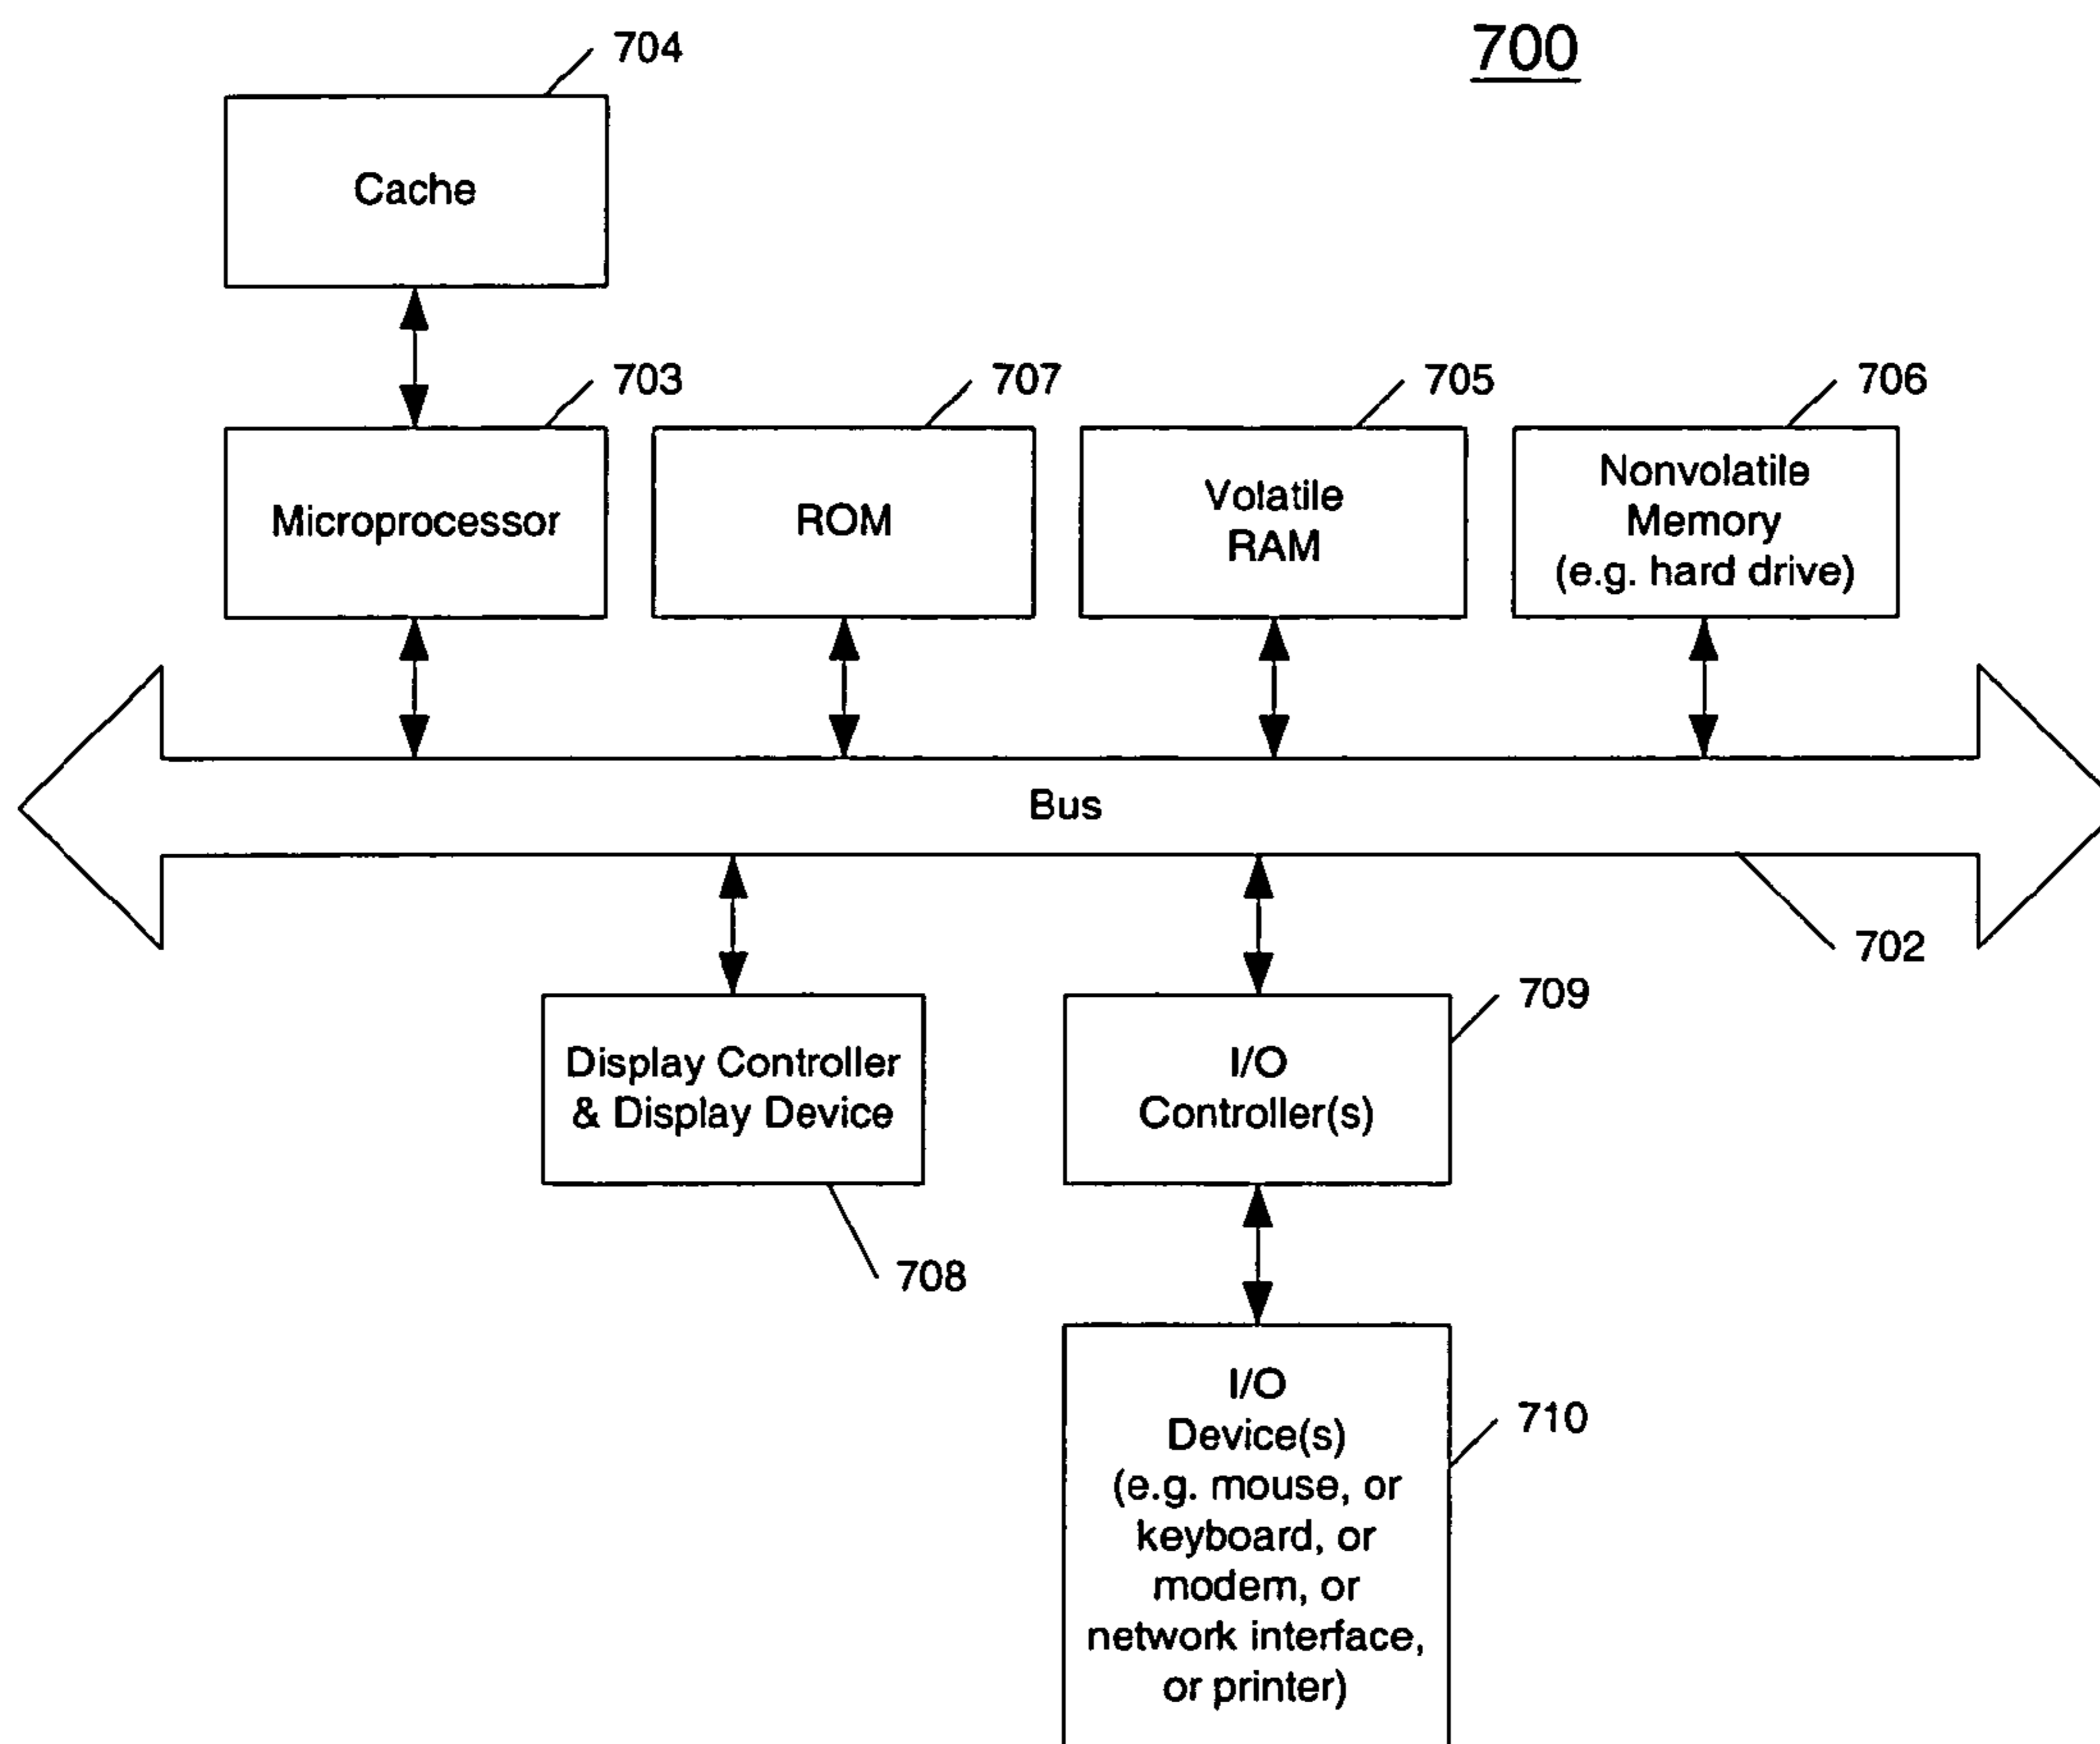 700
704
Cache
703
707
705
706
Microprocessor
ROM
Volatile
RAM
Nonvolatile
Memory
(e.g. hard drive)
Bus
702
709
Display Controller
& Display Device
I/O
Controller(s)
708
I/O
Device(s)
(e.g. mouse, or
keyboard, or
modem, or
network interface,
or printer)
710